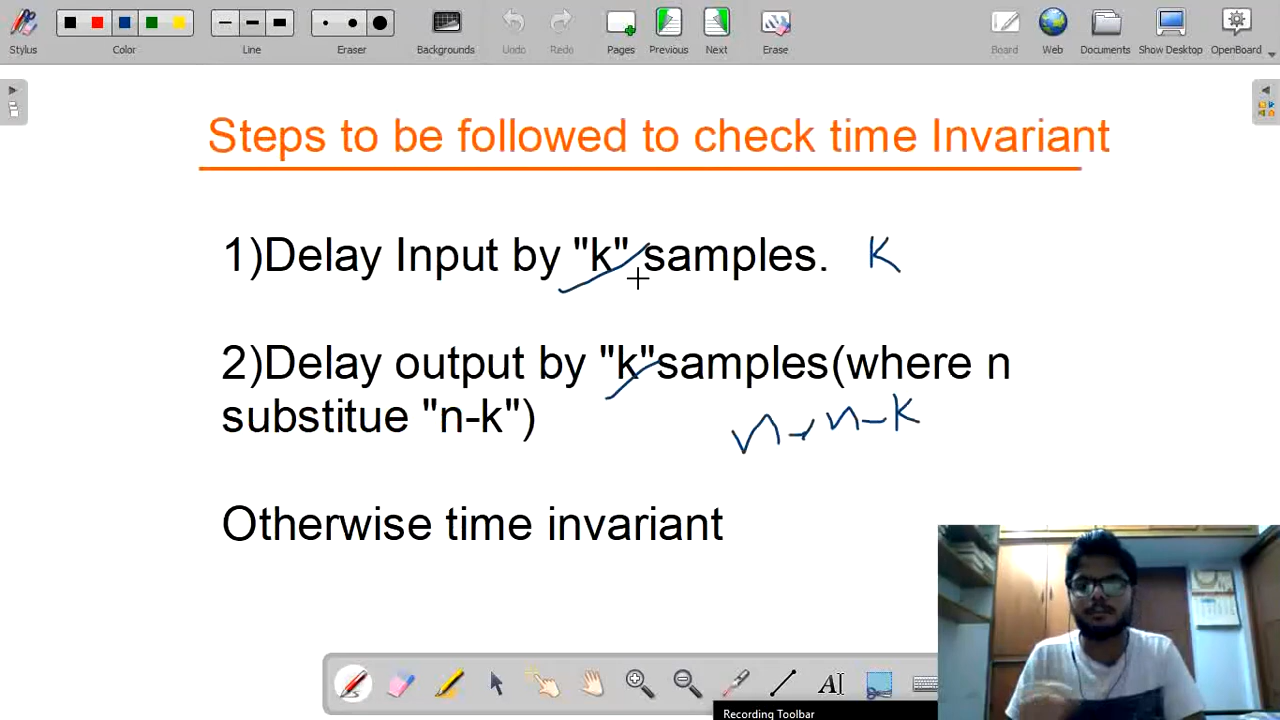 Stylus Color Line Eraser Backgrounds Undo Redo Pages Previous Next Erase Board Web Documents Show Desktop OpenBoard
Steps to be followed to check time Invariant
1)Delay Input by "k" samples. K
2)Delay output by "k"samples(where n
substitue "n-k") n→n-k
Otherwise time invariant
Recording Toolbar